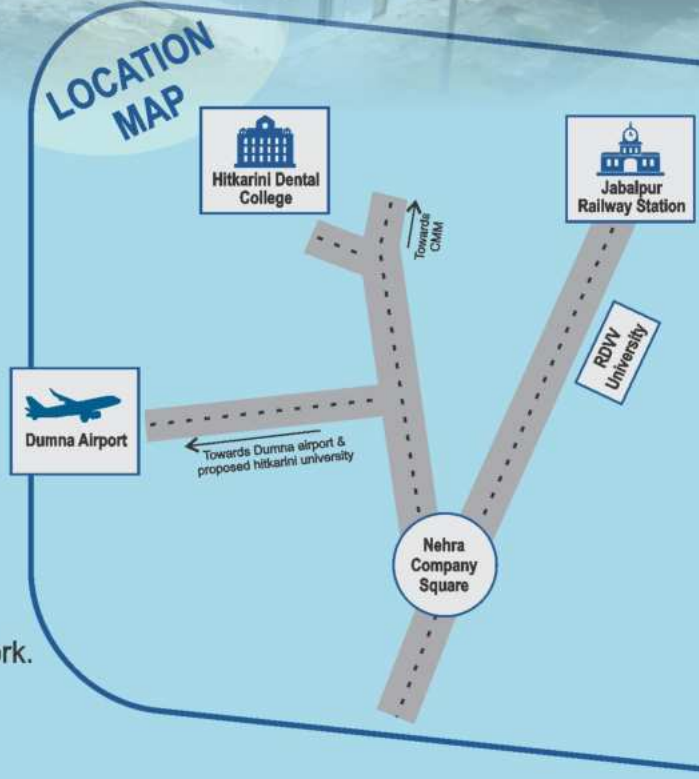 LOCATION
MAP
Hitkarini Dental
College
Jabalpur
Railway Station
Towards
CMM
RDVV
University
Dumna Airport
Towards Dumna airport &
proposed hitkarini university
Nehra
Company
Square